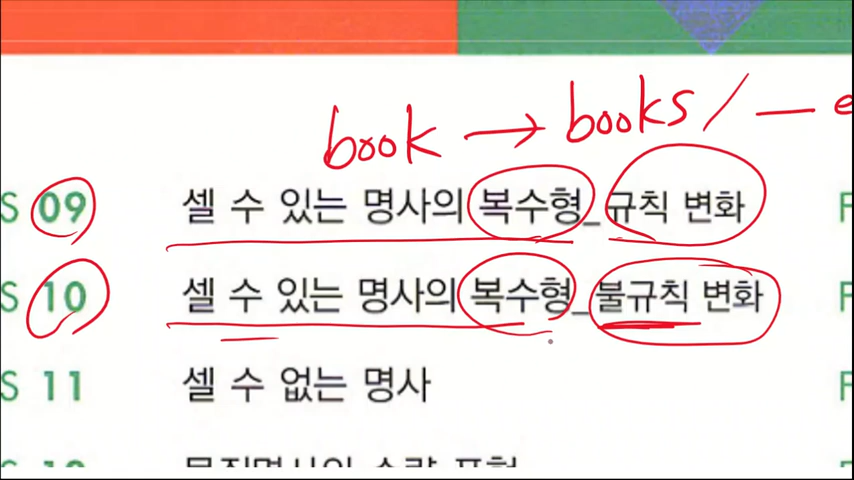 book → books / — e
S 09 셀 수 있는 명사의 복수형_규칙 변화 F
S 10 셀 수 있는 명사의 복수형_불규칙 변화 F
S 11 셀 수 없는 명사 F